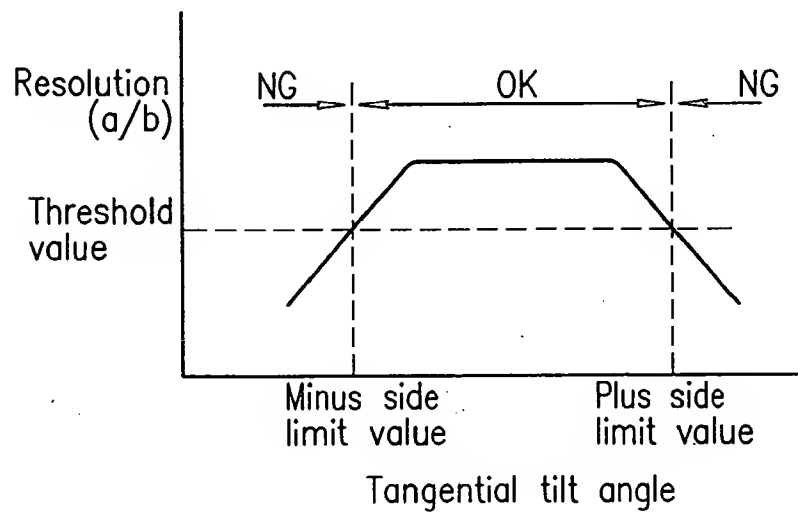 Resolution
(a/b)
NG
OK
NG
Threshold
value
Minus side
limit value
Plus side
limit value
Tangential tilt angle